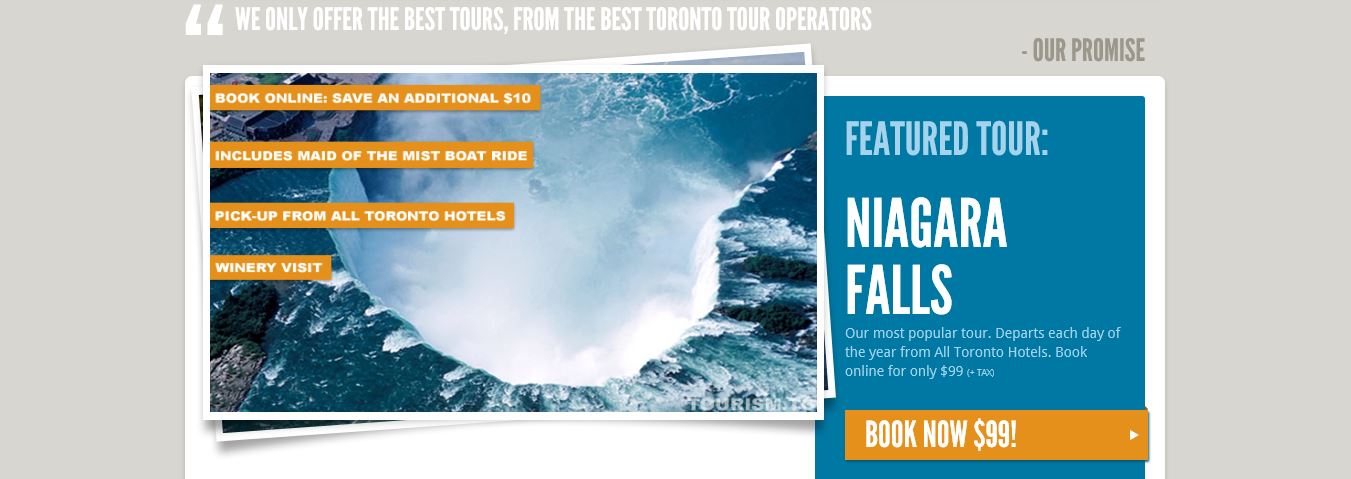 WE ONLY OFFER THE BEST TOURS, FROM THE BEST TORONTO TOUR OPERATORS
- OUR PROMISE
BOOK ONLINE: SAVE AN ADDITIONAL $10
INCLUDES MAID OF THE MIST BOAT RIDE
PICK-UP FROM ALL TORONTO HOTELS
WINERY VISIT
TOURISM.TO
FEATURED TOUR:
NIAGARA
FALLS
Our most popular tour. Departs each day of
the year from All Toronto Hotels. Book
online for only $99 (+ TAX)
BOOK NOW $99!